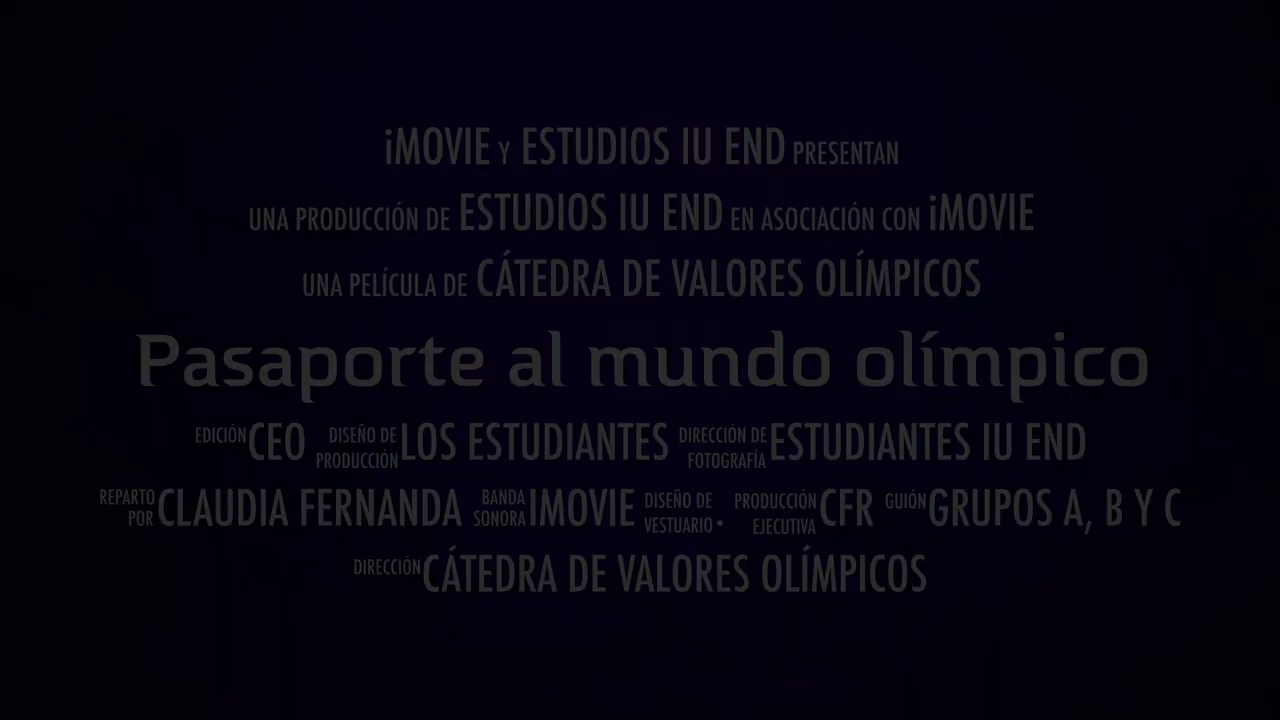 iMOVIE Y ESTUDIOS IU END PRESENTAN
UNA PRODUCCIÓN DE ESTUDIOS IU END EN ASOCIACIÓN CON iMOVIE
UNA PELÍCULA DE CÁTEDRA DE VALORES OLÍMPICOS
Pasaporte al mundo olímpico
EDICIÓN CEO DISEÑO DE PRODUCCIÓN LOS ESTUDIANTES DIRECCIÓN DE FOTOGRAFÍA ESTUDIANTES IU END
REPARTO POR CLAUDIA FERNANDA BANDA SONORA IMOVIE DISEÑO DE VESTUARIO • PRODUCCIÓN EJECUTIVA CFR GUIÓN GRUPOS A, B Y C
DIRECCIÓN CÁTEDRA DE VALORES OLÍMPICOS